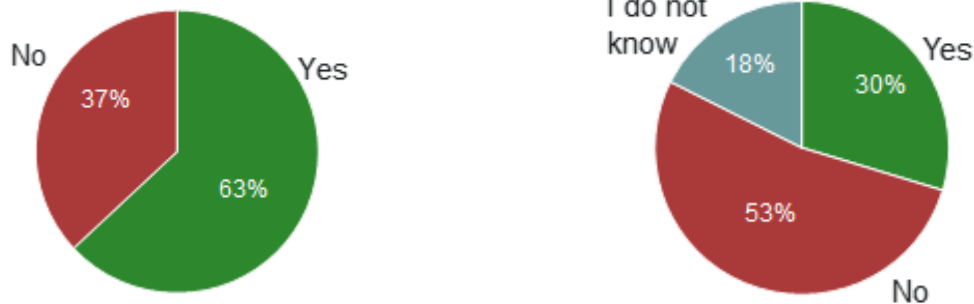 No
37%
Yes
63%
I do not
know
18%
Yes
30%
53%
No